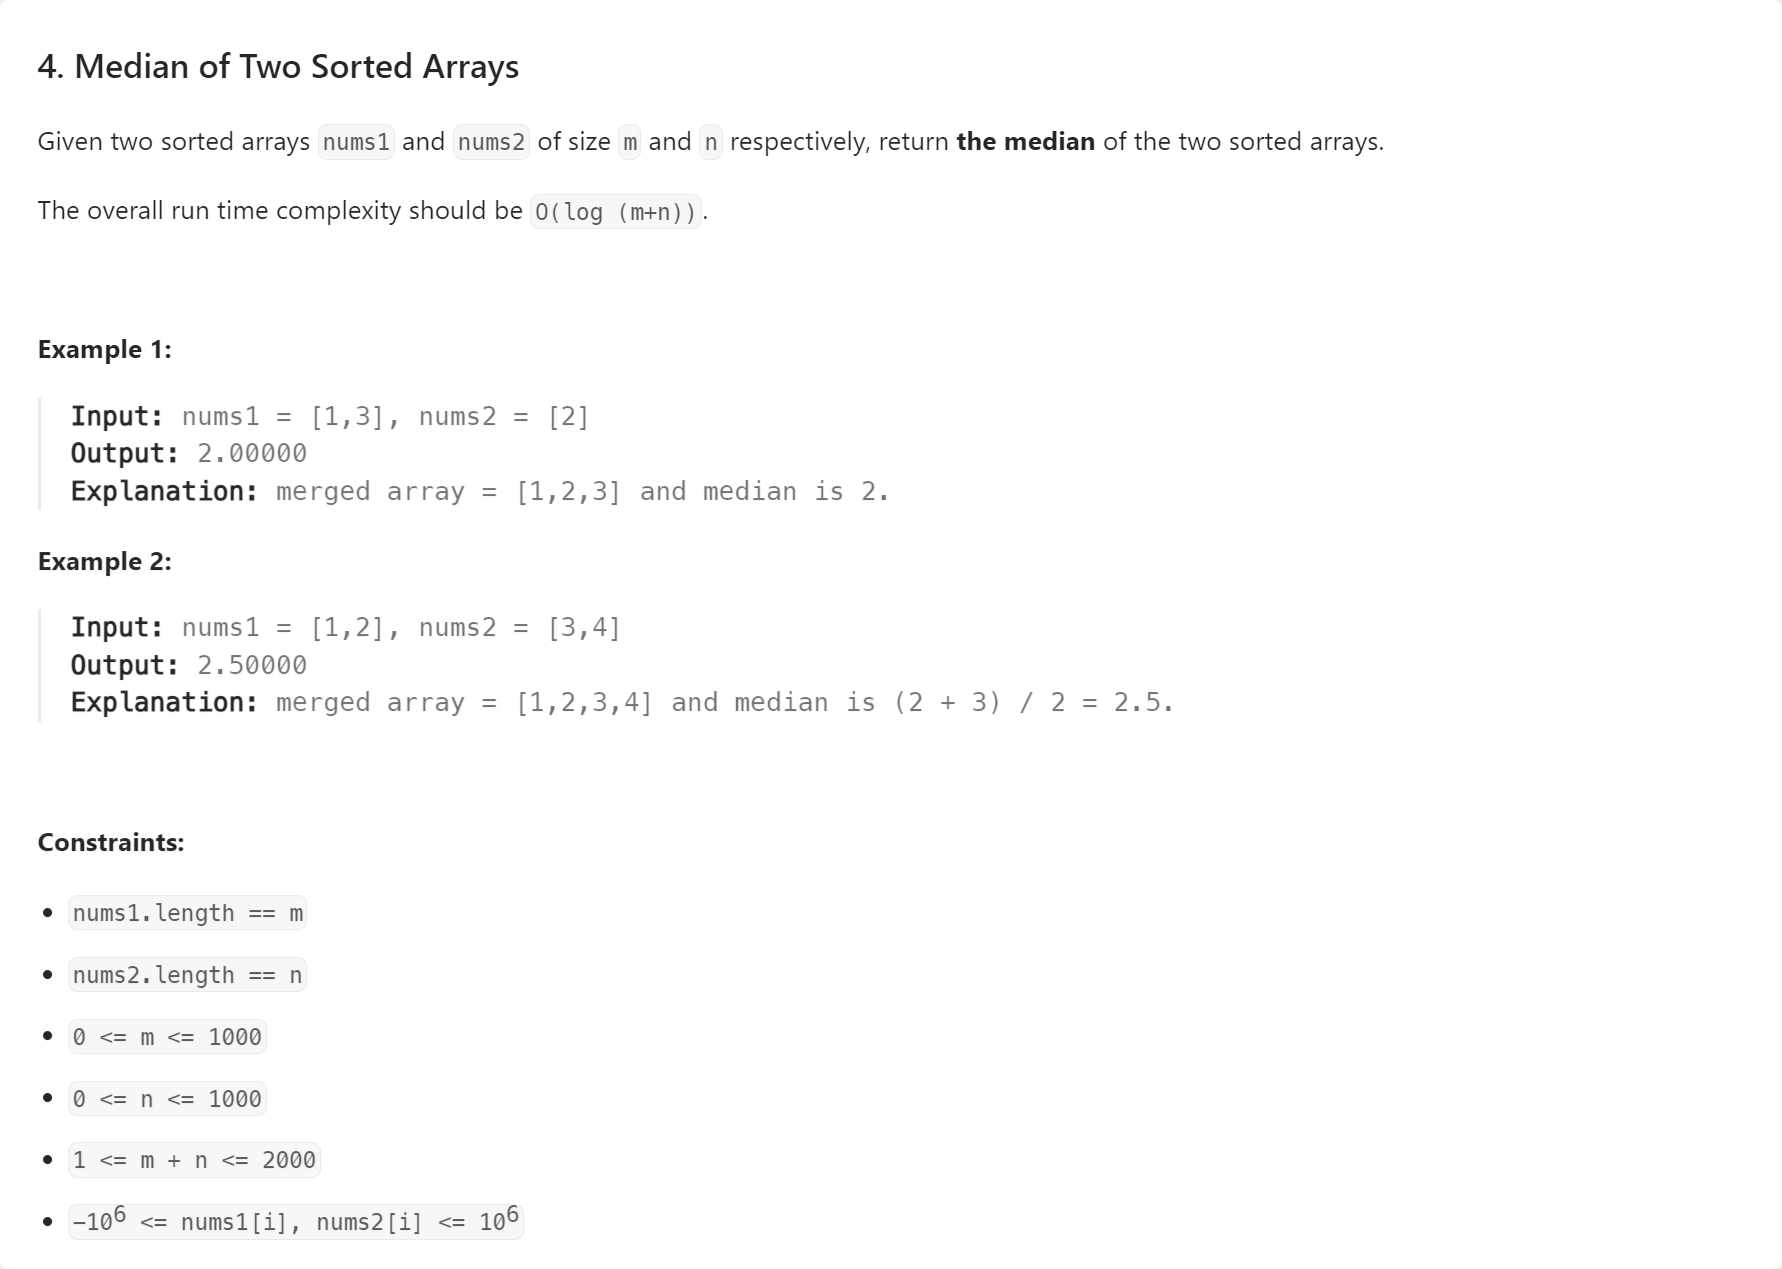 4. Median of Two Sorted Arrays
Given two sorted arrays nums1 and nums2 of size m and n respectively, return the median of the two sorted arrays.
The overall run time complexity should be O(log (m+n)).
Example 1:
Input: nums1 = [1,3], nums2 = [2]
Output: 2.00000
Explanation: merged array = [1,2,3] and median is 2.
Example 2:
Input: nums1 = [1,2], nums2 = [3,4]
Output: 2.50000
Explanation: merged array = [1,2,3,4] and median is (2 + 3) / 2 = 2.5.
Constraints:
• nums1.length == m
• nums2.length == n
• 0 <= m <= 1000
• 0 <= n <= 1000
• 1 <= m + n <= 2000
• −10⁶ <= nums1[i], nums2[i] <= 10⁶